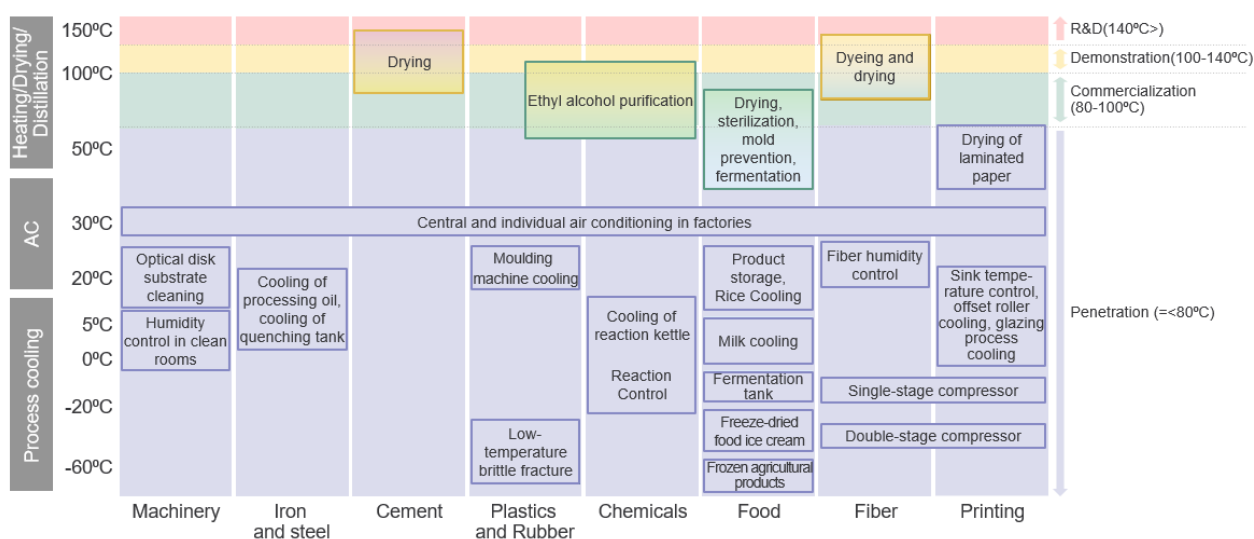 Heating/Drying/
Distillation
AC
Process cooling
150ºC
100ºC
50ºC
30ºC
20ºC
5ºC
0ºC
-20ºC
-60ºC
Drying
Ethyl alcohol purification
Drying,
sterilization,
mold
prevention,
fermentation
Dyeing and
drying
Drying of
laminated
paper
Central and individual air conditioning in factories
Optical disk
substrate
cleaning
Humidity
control in clean
rooms
Cooling of
processing oil,
cooling of
quenching tank
Moulding
machine cooling
Low-
temperature
brittle fracture
Cooling of
reaction kettle
Reaction
Control
Product
storage,
Rice Cooling
Milk cooling
Fermentation
tank
Freeze-dried
food ice cream
Frozen agricultural
products
Fiber humidity
control
Sink tempe-
rature control,
offset roller
cooling, glazing
process
cooling
Single-stage compressor
Double-stage compressor
R&D(140ºC>)
Demonstration(100-140ºC)
Commercialization
(80-100ºC)
Penetration (=<80ºC)
Machinery
Iron
and steel
Cement
Plastics
and Rubber
Chemicals
Food
Fiber
Printing